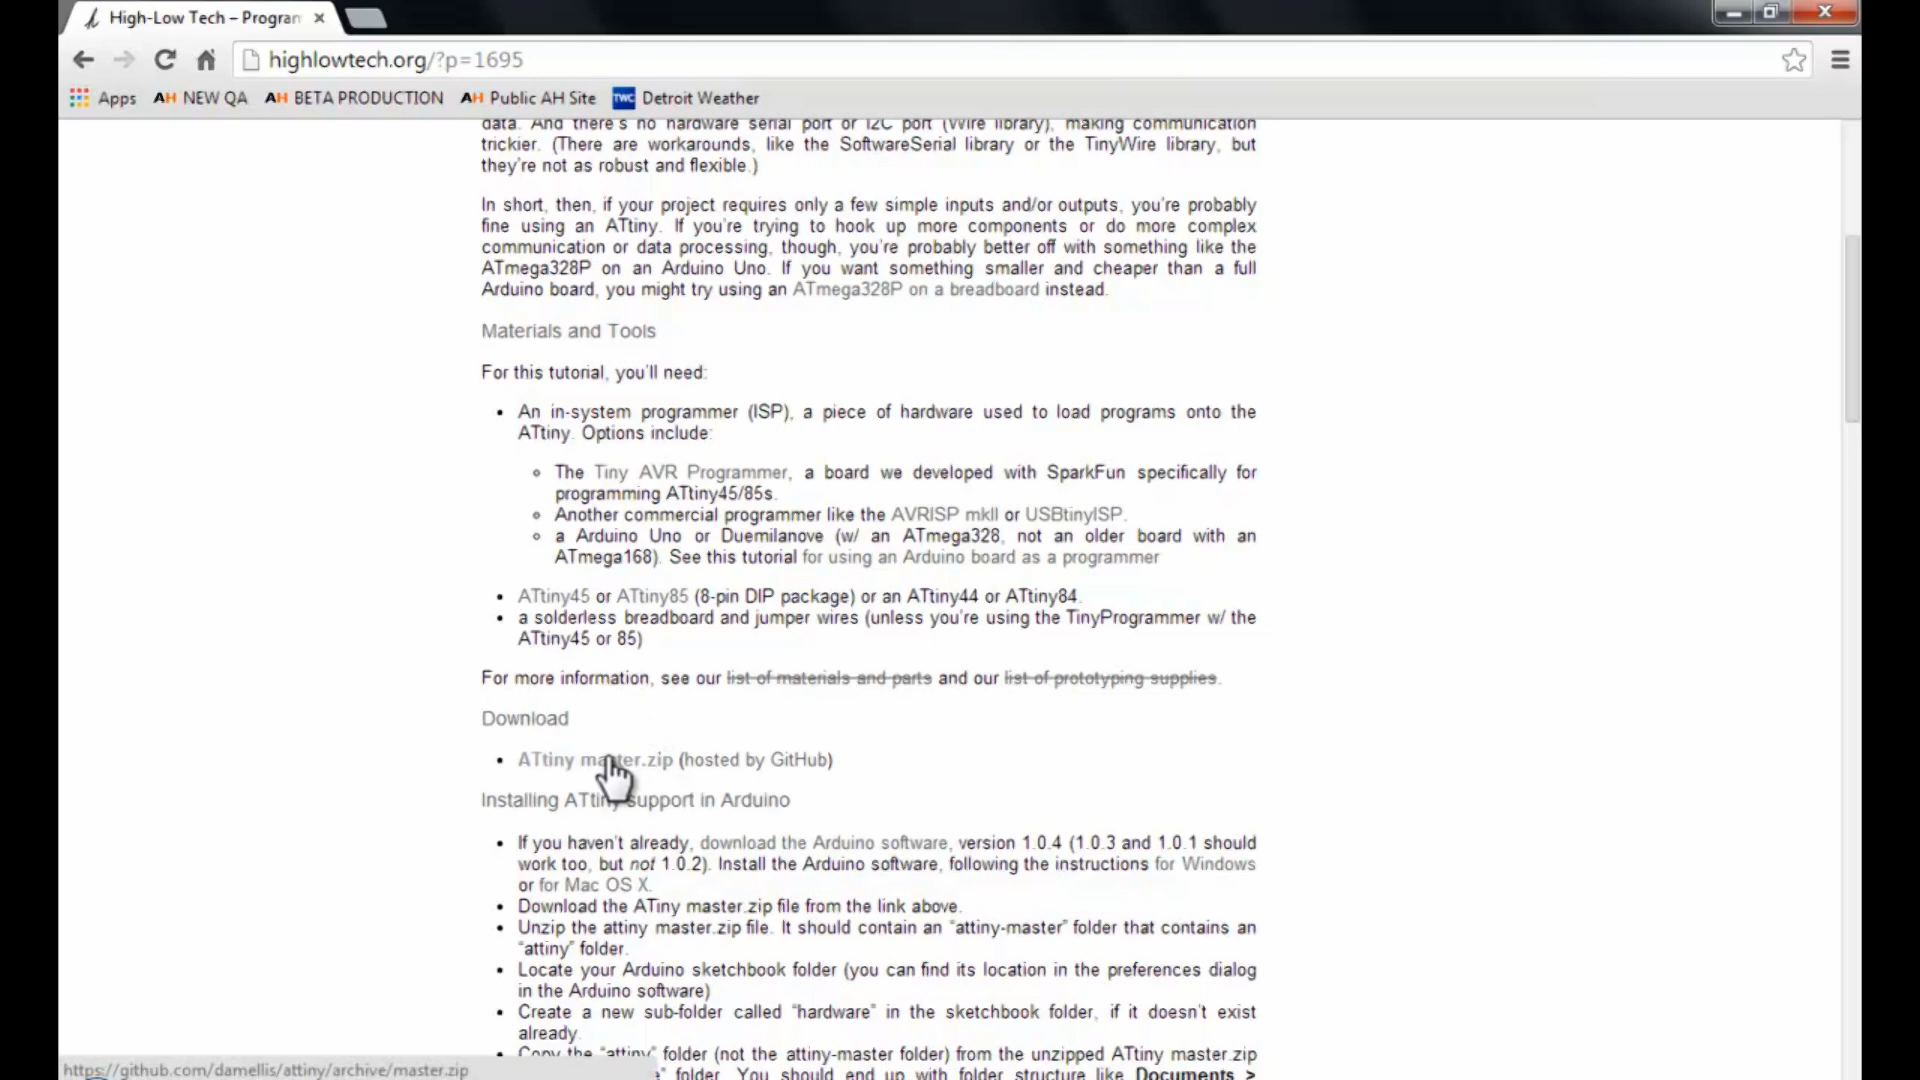 High-Low Tech – Program
highlowtech.org/?p=1695
Apps AH NEW QA AH BETA PRODUCTION AH Public AH Site TWC Detroit Weather
data. And there's no hardware serial port or I2C port (Wire library), making communication
trickier. (There are workarounds, like the SoftwareSerial library or the TinyWire library, but
they're not as robust and flexible.)
In short, then, if your project requires only a few simple inputs and/or outputs, you're probably
fine using an ATtiny. If you're trying to hook up more components or do more complex
communication or data processing, though, you're probably better off with something like the
ATmega328P on an Arduino Uno. If you want something smaller and cheaper than a full
Arduino board, you might try using an ATmega328P on a breadboard instead.
Materials and Tools
For this tutorial, you'll need:
An in-system programmer (ISP), a piece of hardware used to load programs onto the
ATtiny. Options include:
The Tiny AVR Programmer, a board we developed with SparkFun specifically for
programming ATtiny45/85s.
Another commercial programmer like the AVRISP mkII or USBtinyISP.
a Arduino Uno or Duemilanove (w/ an ATmega328, not an older board with an
ATmega168). See this tutorial for using an Arduino board as a programmer
ATtiny45 or ATtiny85 (8-pin DIP package) or an ATtiny44 or ATtiny84.
a solderless breadboard and jumper wires (unless you're using the TinyProgrammer w/ the
ATtiny45 or 85)
For more information, see our list of materials and parts and our list of prototyping supplies.
Download
ATtiny master.zip (hosted by GitHub)
Installing ATtiny support in Arduino
If you haven't already, download the Arduino software, version 1.0.4 (1.0.3 and 1.0.1 should
work too, but not 1.0.2). Install the Arduino software, following the instructions for Windows
or for Mac OS X.
Download the ATiny master.zip file from the link above.
Unzip the attiny master.zip file. It should contain an "attiny-master" folder that contains an
"attiny" folder.
Locate your Arduino sketchbook folder (you can find its location in the preferences dialog
in the Arduino software)
Create a new sub-folder called "hardware" in the sketchbook folder, if it doesn't exist
already.
Copy the "attiny" folder (not the attiny-master folder) from the unzipped ATtiny master.zip
folder. You should end up with folder structure like Documents >
https://github.com/damellis/attiny/archive/master.zip